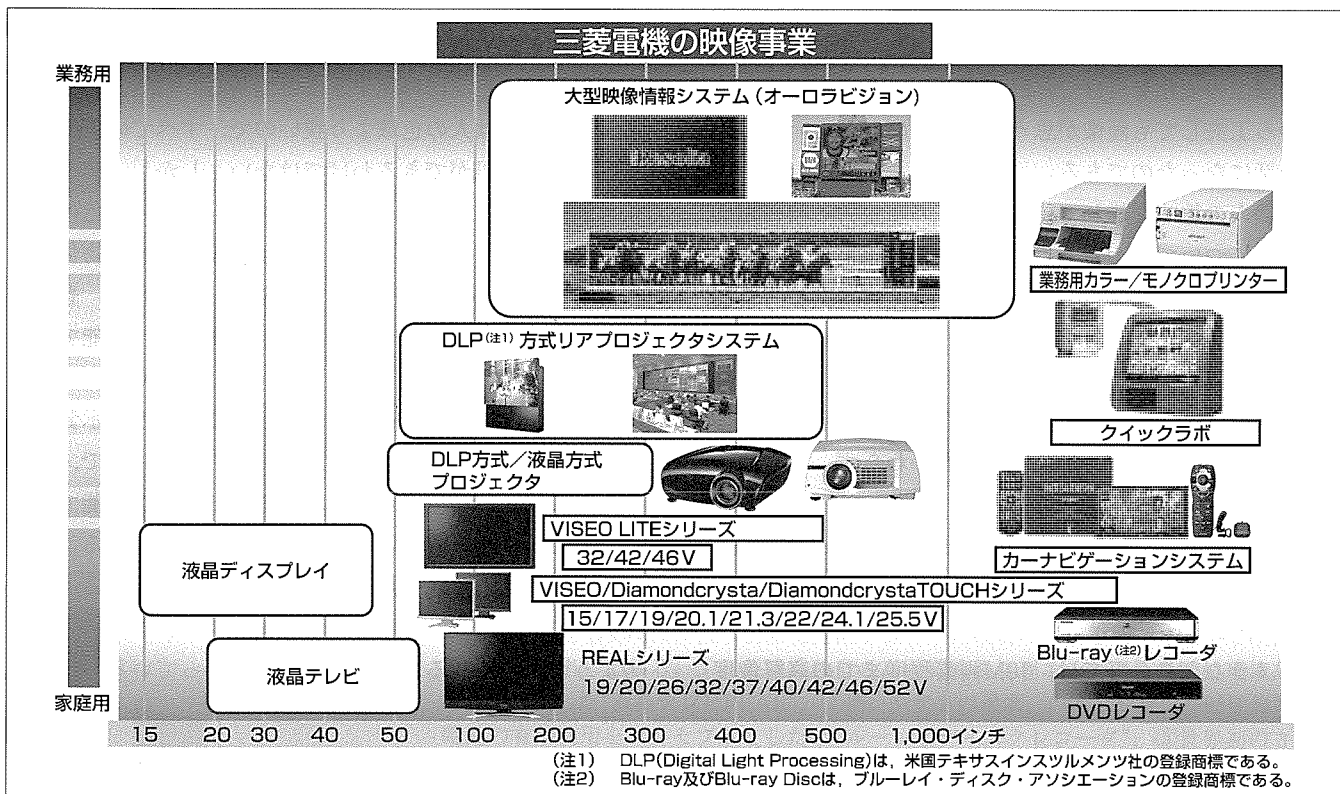 三菱電機の映像事業
業務用
大型映像情報システム(オーロラビジョン)
業務用カラー/モノクロプリンター
DLP(注1)方式リアプロジェクタシステム
クイックラボ
DLP方式/液晶方式
プロジェクタ
VISEO LITEシリーズ
32/42/46V
カーナビゲーションシステム
液晶ディスプレイ
VISEO/Diamondcrysta/DiamondcrystaTOUCHシリーズ
15/17/19/20.1/21.3/22/24.1/25.5V
Blu-ray(注2)レコーダ
液晶テレビ
REALシリーズ
19/20/26/32/37/40/42/46/52V
DVDレコーダ
家庭用
15 20 30 40 50 100 200 300 400 500 1,000インチ
(注1) DLP(Digital Light Processing)は,米国テキサスインスツルメンツ社の登録商標である。
(注2) Blu-ray及びBlu-ray Discは,ブルーレイ・ディスク・アソシエーションの登録商標である。